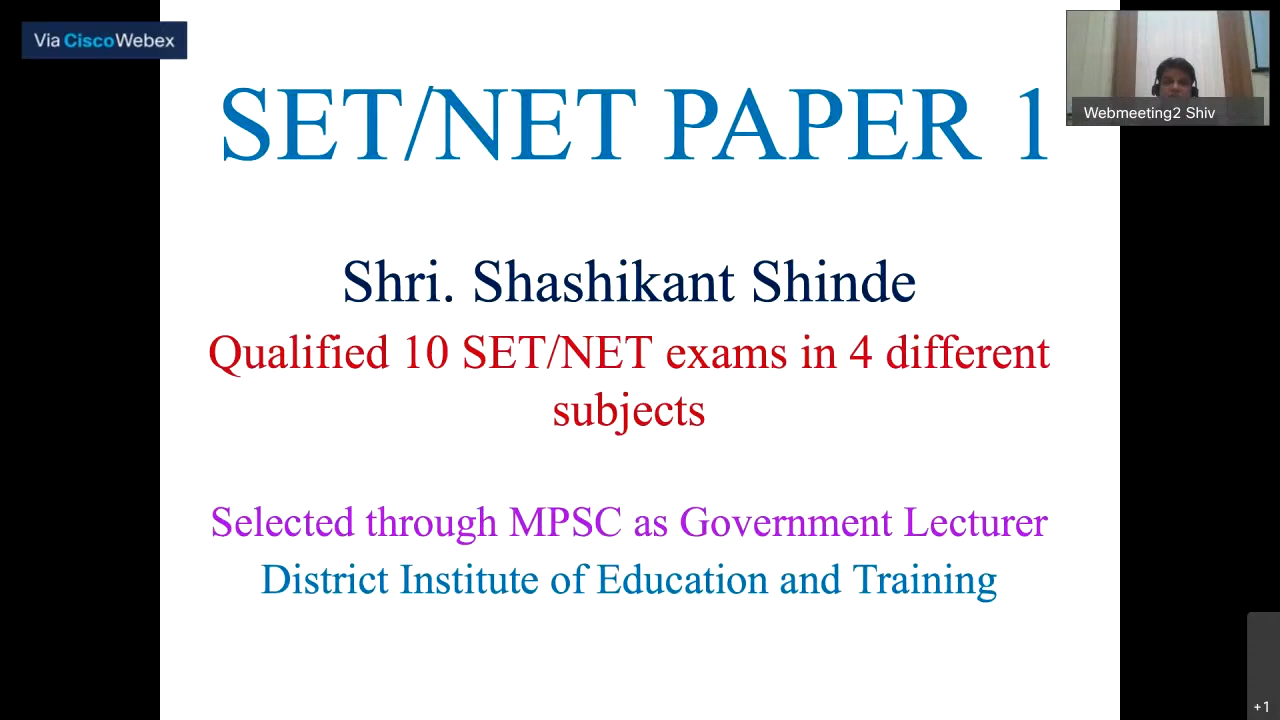 Via CiscoWebex
SET/NET PAPER 1
Webmeeting2 Shiv
Shri. Shashikant Shinde
Qualified 10 SET/NET exams in 4 different
subjects
Selected through MPSC as Government Lecturer
District Institute of Education and Training
+1